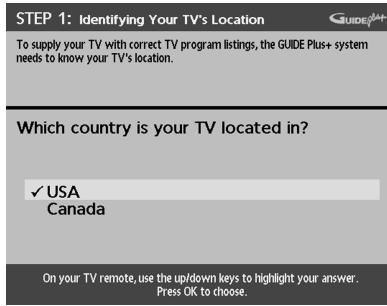 STEP 1: Identifying Your TV's Location GUIDE plus+
To supply your TV with correct TV program listings, the GUIDE Plus+ system
needs to know your TV's location.
Which country is your TV located in?
✓ USA
Canada
On your TV remote, use the up/down keys to highlight your answer.
Press OK to choose.